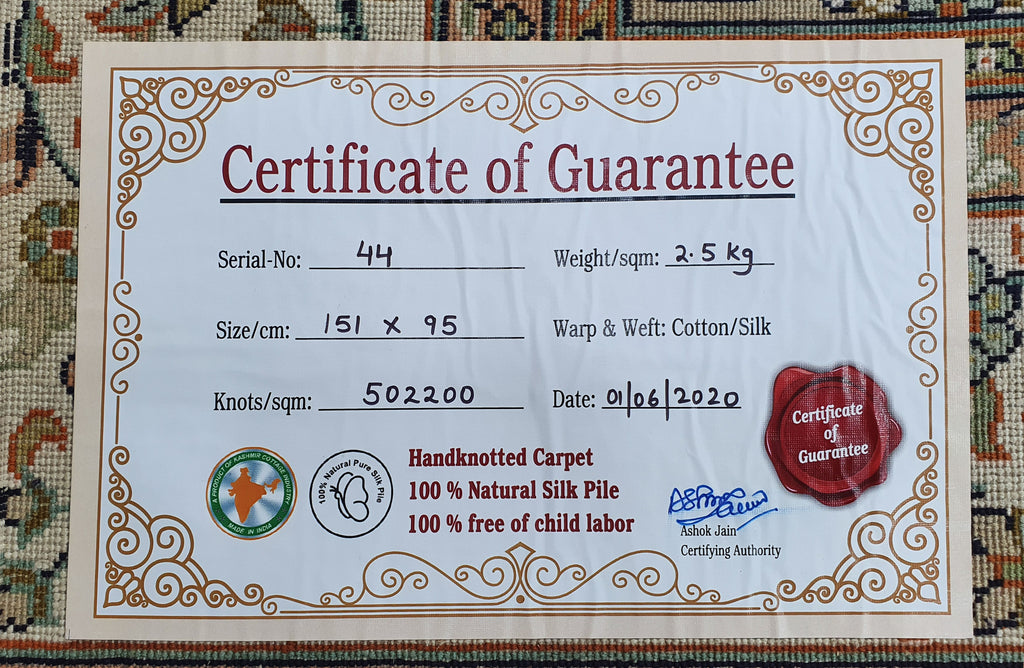 Certificate of Guarantee
Serial-No: 44
Weight/sqm: 2.5 Kg
Size/cm: 151 x 95
Warp & Weft: Cotton/Silk
Knots/sqm: 502200
Date: 01/06/2020
Certificate
of
Guarantee
A PRODUCT OF KASHMIR COTTAGE INDUSTRY
MADE IN INDIA
100% Natural Pure Silk Pile
Handknotted Carpet
100 % Natural Silk Pile
100 % free of child labor
Ashok Jain
Certifying Authority